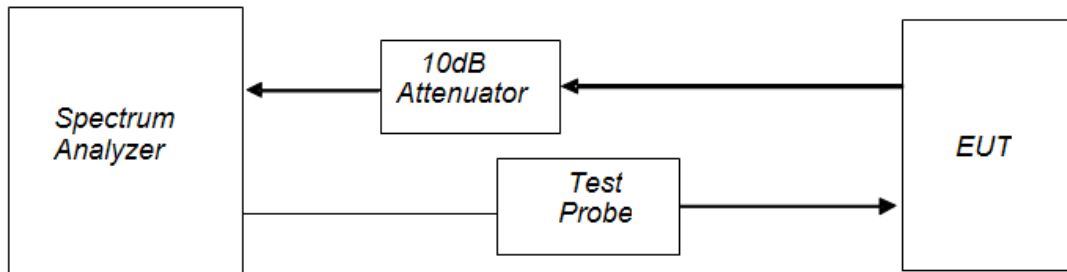 Spectrum
Analyzer
10dB
Attenuator
Test
Probe
EUT